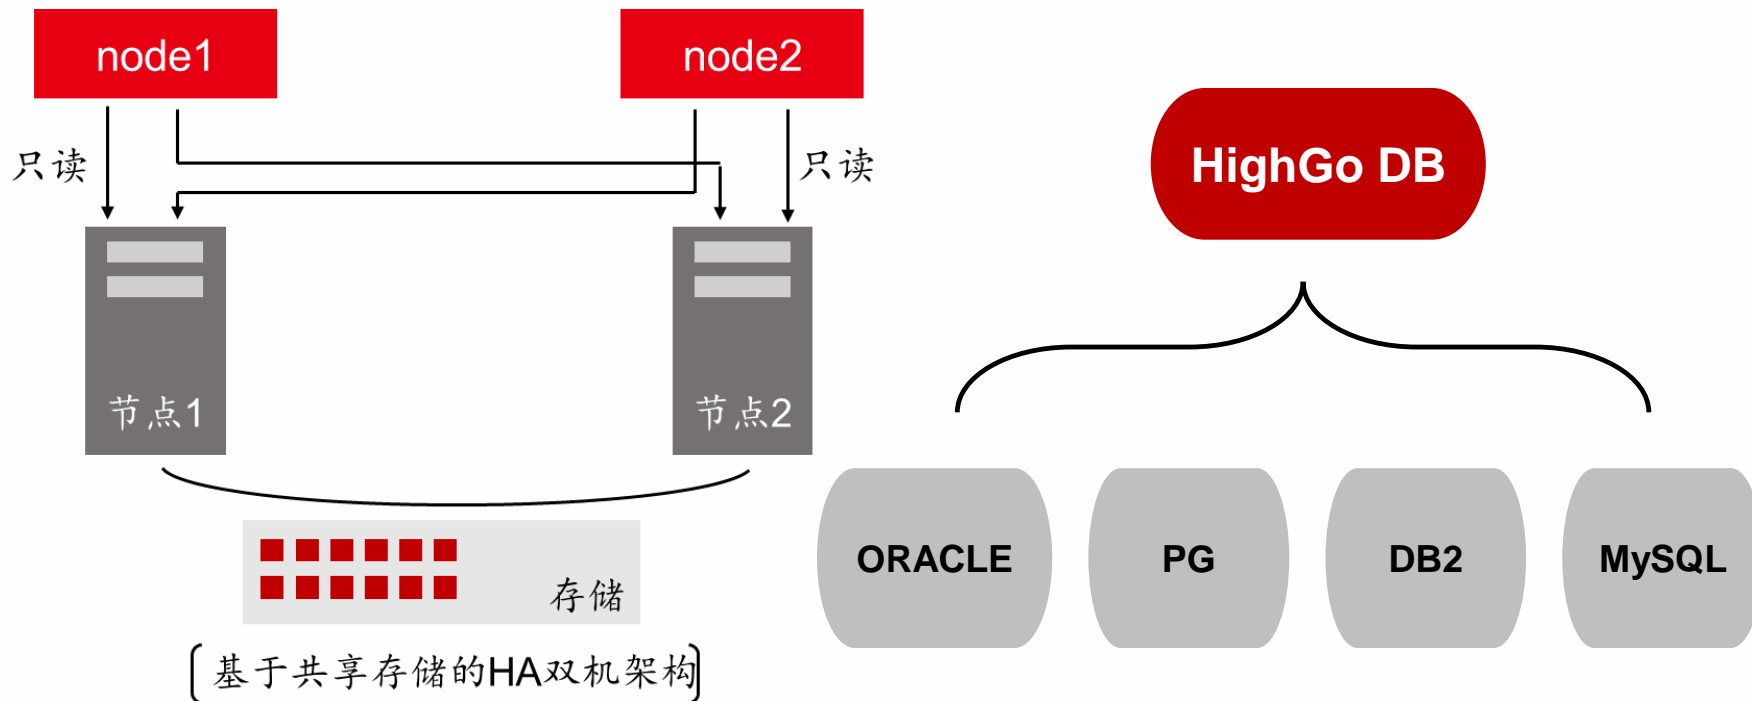 node1
node2
只读
只读
节点1
节点2
存储
基于共享存储的HA双机架构
HighGo DB
ORACLE
PG
DB2
MySQL